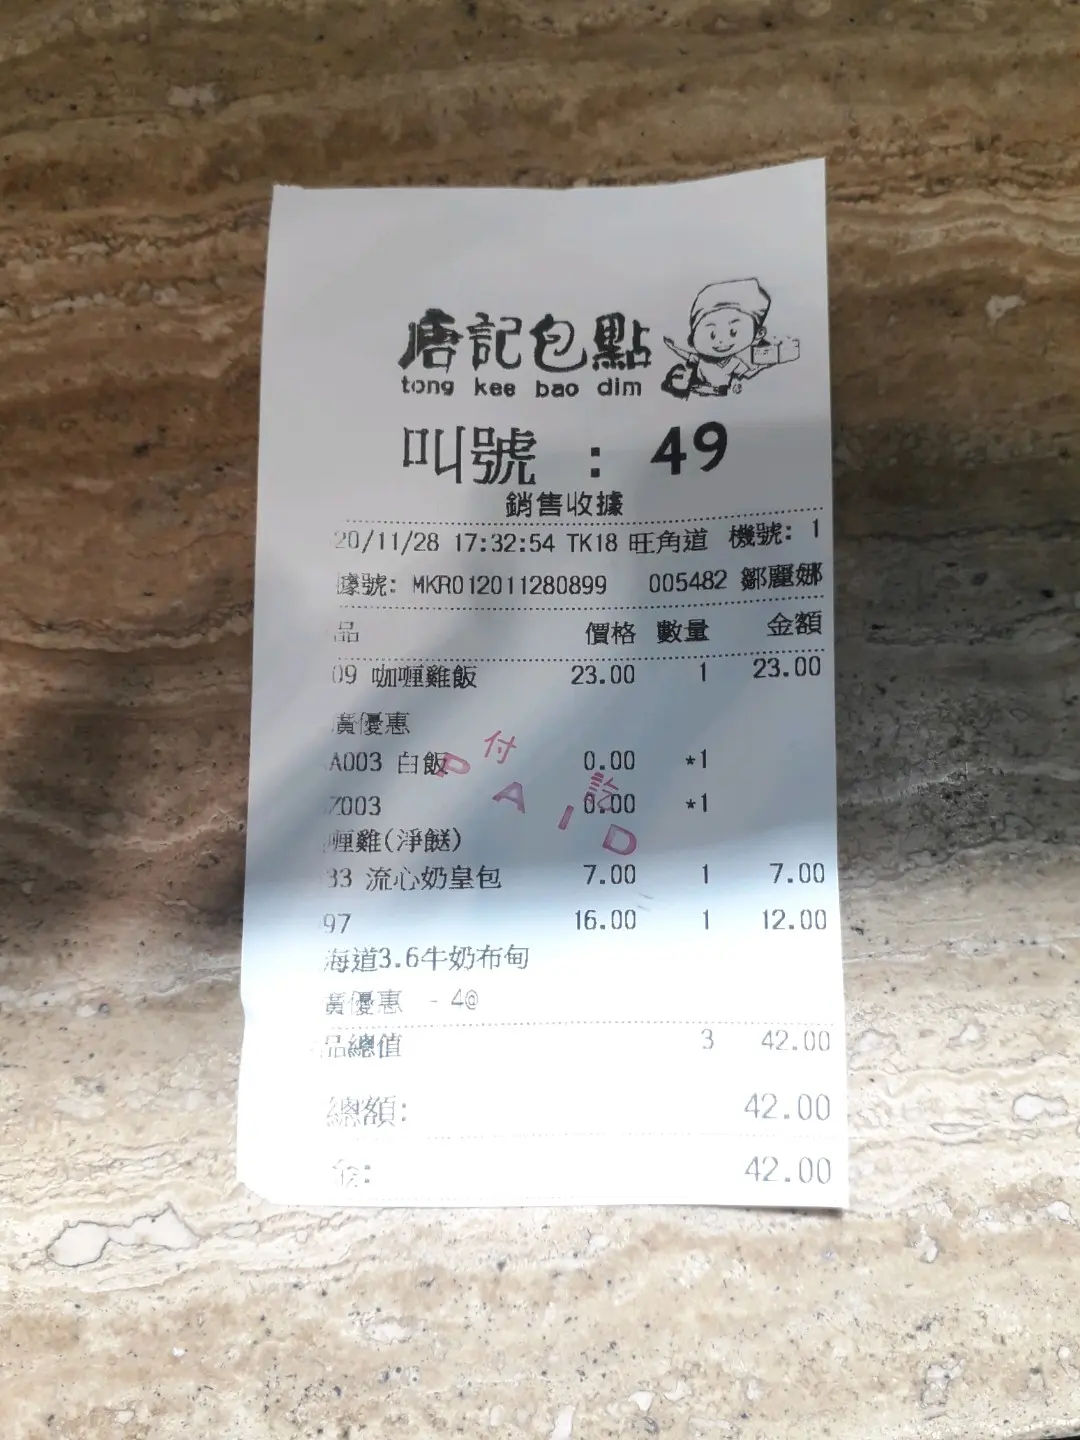 唐記包點
tong kee bao dim
叫號 : 49
銷售收據
20/11/28 17:32:54 TK18 旺角道 機號: 1
據號: MKR012011280899 005482 鄒麗娜
品 價格 數量 金額
09 咖喱雞飯 23.00 1 23.00
廣優惠
A003 白飯 0.00 *1
Z003 0.00 *1
喱雞(淨餸)
33 流心奶皇包 7.00 1 7.00
97 16.00 1 12.00
海道3.6牛奶布甸
廣優惠 - 4@
品總值 3 42.00
總額: 42.00
金: 42.00
付款
PAID